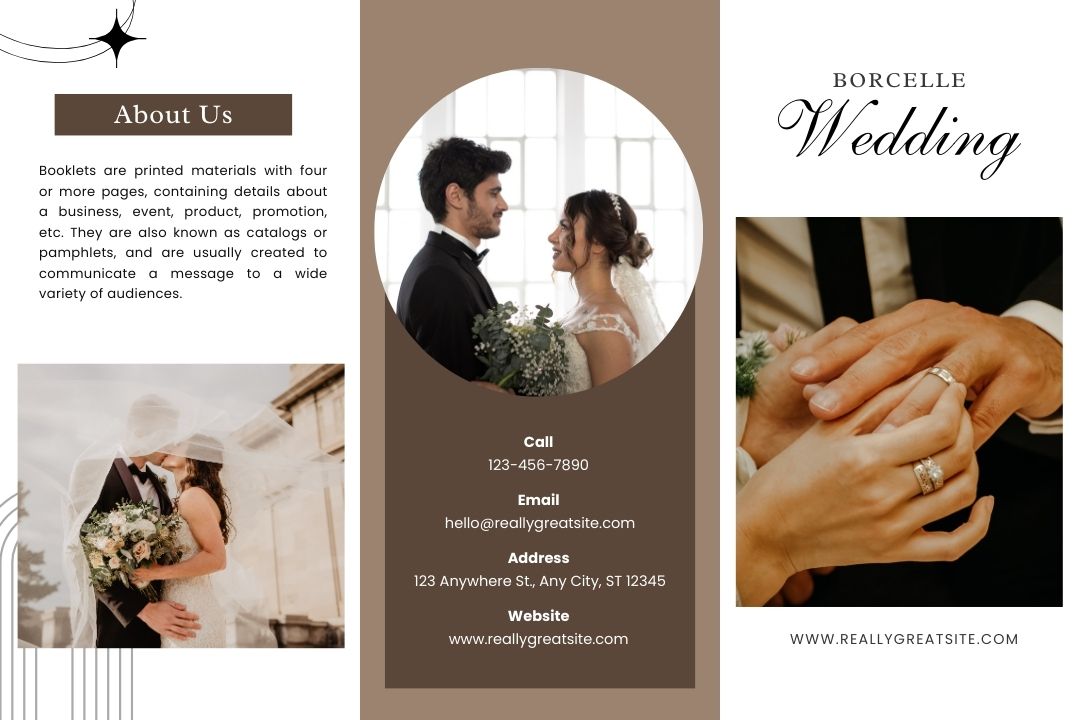 About Us
Booklets are printed materials with four
or more pages, containing details about
a business, event, product, promotion,
etc. They are also known as catalogs or
pamphlets, and are usually created to
communicate a message to a wide
variety of audiences.
Call
123-456-7890
Email
hello@reallygreatsite.com
Address
123 Anywhere St., Any City, ST 12345
Website
www.reallygreatsite.com
BORCELLE
Wedding
WWW.REALLYGREATSITE.COM